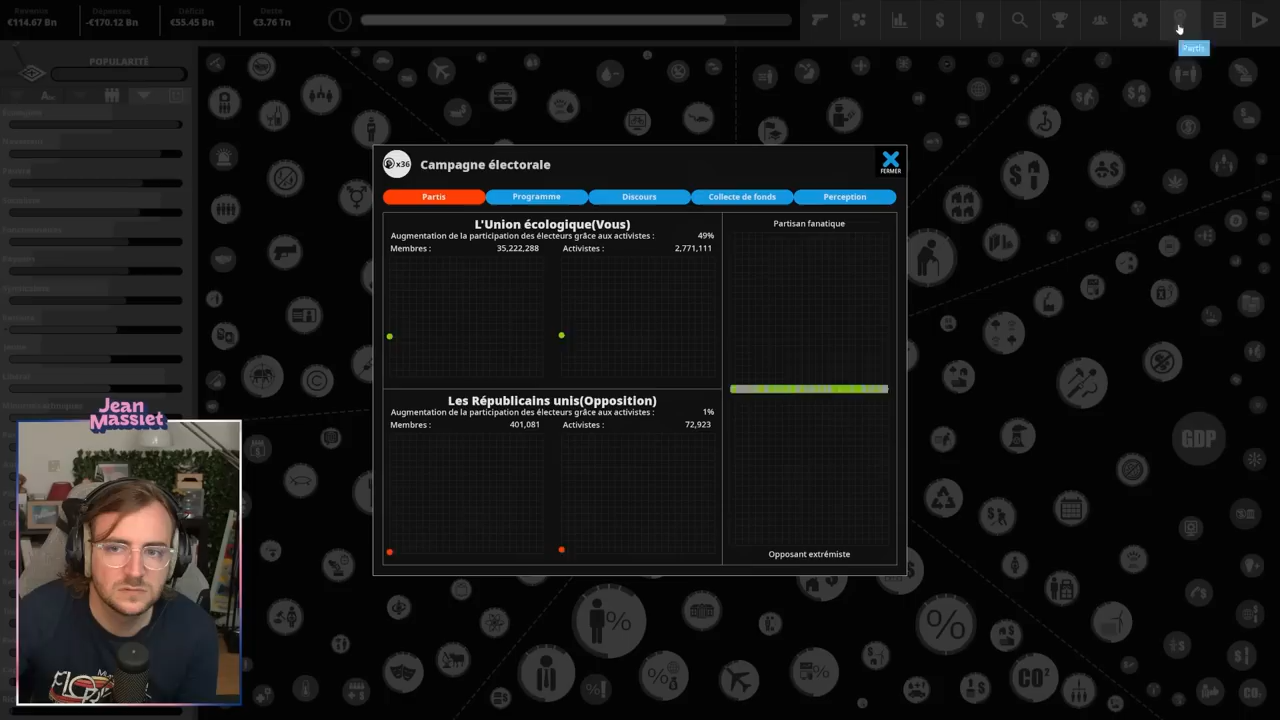 Revenu
Dépenses
Déficit
Dette
€114.67 Bn
-€170.12 Bn
€55.45 Bn
€3.76 Tn
Partis
POPULARITÉ
x36
Campagne électorale
FERMER
Partis
Programme
Discours
Collecte de fonds
Perception
L'Union écologique(Vous)
Augmentation de la participation des électeurs grâce aux activistes :
49%
Membres :
35,222,288
Activistes :
2,771,111
Partisan fanatique
Les Républicains unis(Opposition)
Augmentation de la participation des électeurs grâce aux activistes :
1%
Membres :
401,081
Activistes :
72,923
Opposant extrémiste
Jean
Massiet
GDP
CO²